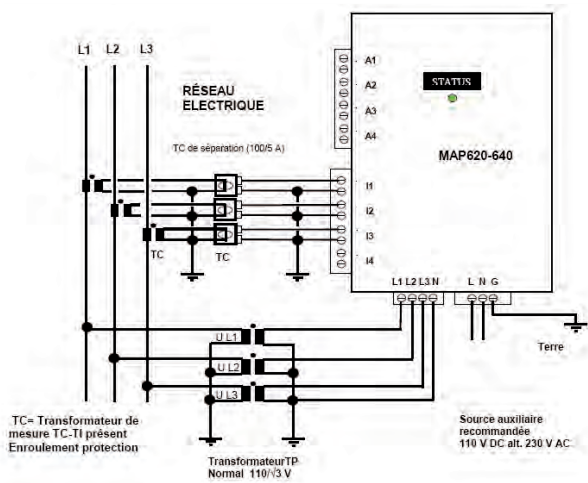 L1 L2 L3
RÉSEAU
ELECTRIQUE
TC de séparation (100/5 A)
A1
A2
A3
A4
STATUS
MAP620-640
I1
I2
I3
I4
TC
TC
L1 L2 L3 N
L N G
Terre
U L1
U L2
U L3
TC= Transformateur de
mesure TC-TI présent
Enroulement protection
TransformateurTP
Normal 110/√3 V
Source auxiliaire
recommandée
110 V DC alt. 230 V AC